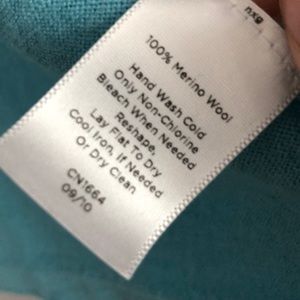 100% Merino Wool
Hand Wash Cold
Only Non-Chlorine
Bleach When Needed
Reshape,
Lay Flat To Dry
Cool Iron, If Needed
Or Dry Clean
CN1664
09/10